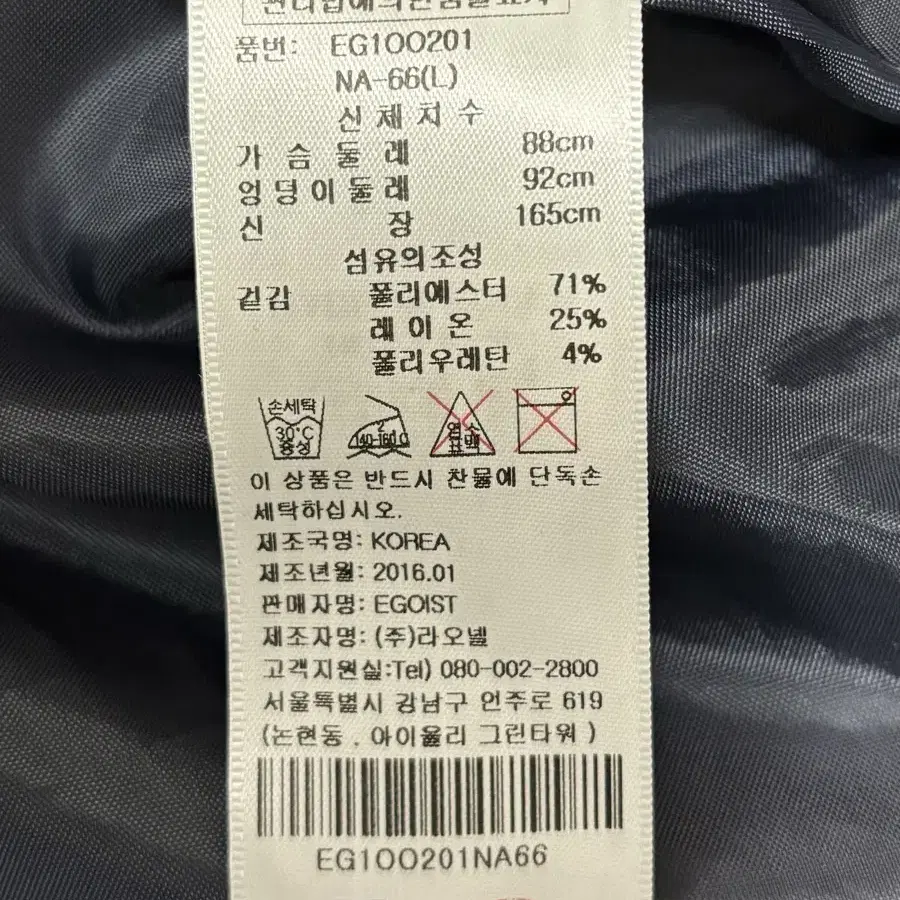 품번: EG1OO201
NA-66(L)
신 체 치 수
가 슴 둘 레 88cm
엉덩이둘레 92cm
신 장 165cm
섬유의조성
겉감 폴리에스터 71%
레 이 온 25%
폴리우레탄 4%
손세탁
30°C
중성
2
140-160 C
염소
표백
이 상품은 반드시 찬물에 단독손
세탁하십시오.
제조국명: KOREA
제조년월: 2016.01
판매자명: EGOIST
제조자명: (주)라오넬
고객지원실:Tel) 080-002-2800
서울특별시 강남구 언주로 619
(논현동 . 아이올리 그린타워 )
EG1OO201NA66